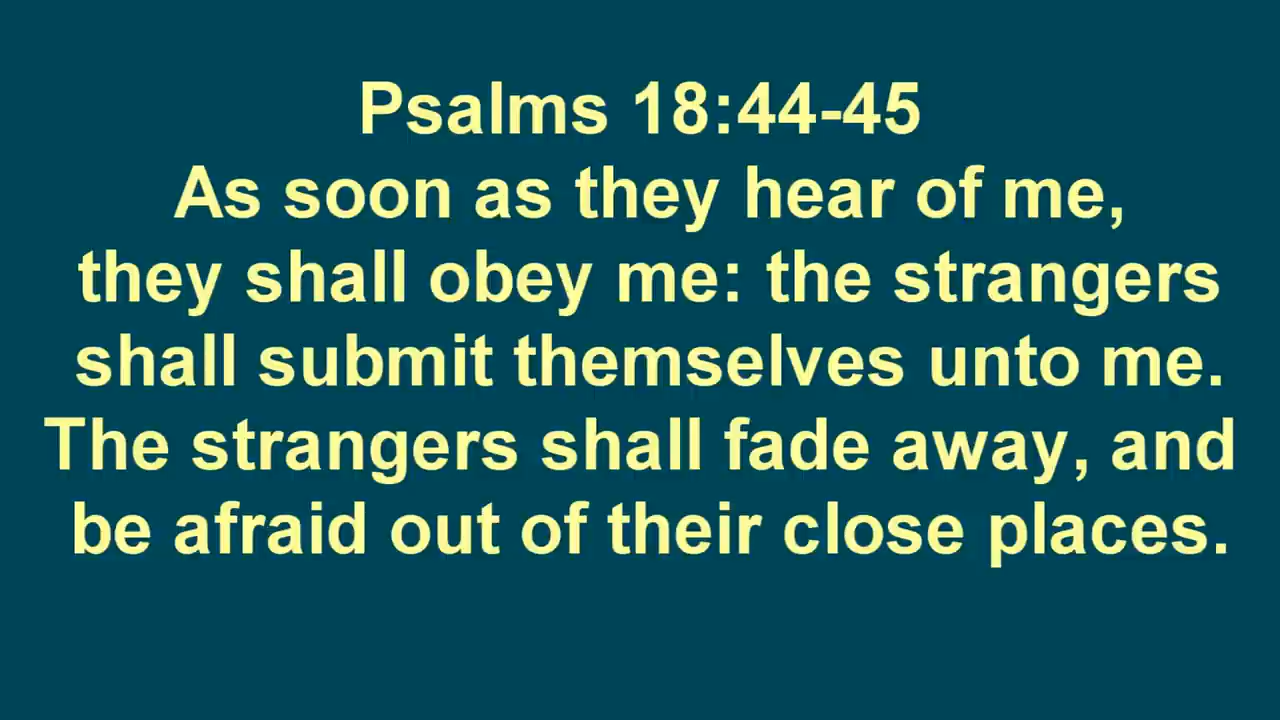 Psalms 18:44-45
As soon as they hear of me,
they shall obey me: the strangers
shall submit themselves unto me.
The strangers shall fade away, and
be afraid out of their close places.